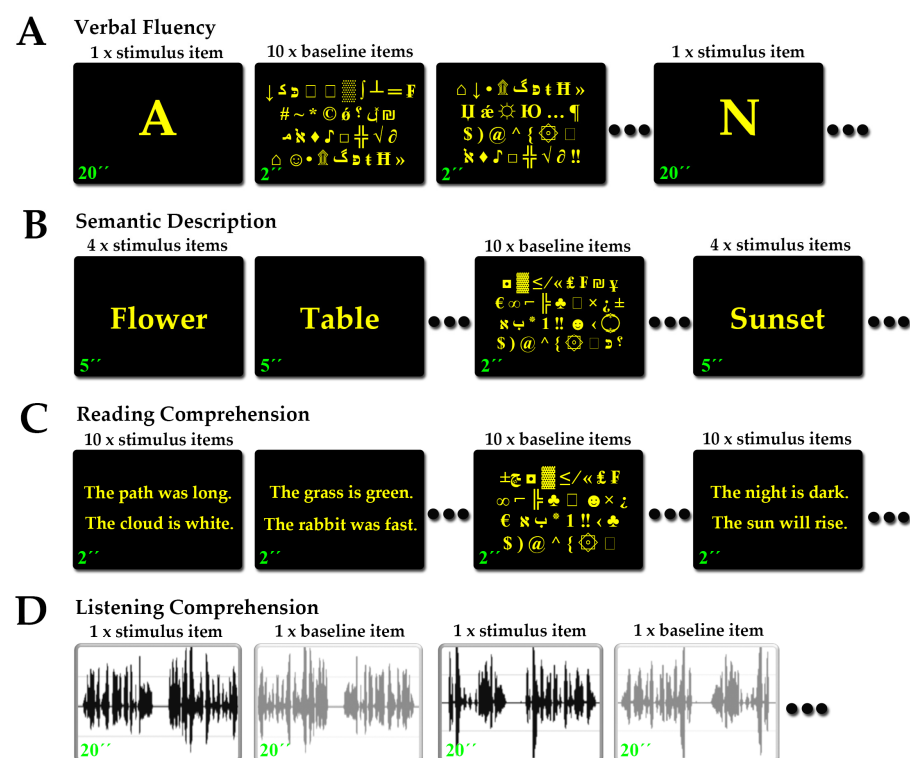 A Verbal Fluency
1 x stimulus item 10 x baseline items 1 x stimulus item
A N
# ~ * © ǿ ؟
$ ) @ ^ {
20´´ 2´´ 2´´ 20´´
B Semantic Description
4 x stimulus items 10 x baseline items 4 x stimulus items
Flower Table Sunset
$ ) @ ^ {
5´´ 5´´ 2´´ 5´´
C Reading Comprehension
10 x stimulus items 10 x baseline items 10 x stimulus items
The path was long. The grass is green. The night is dark.
The cloud is white. The rabbit was fast. The sun will rise.
$ ) @ ^ {
2´´ 2´´ 2´´ 2´´
D Listening Comprehension
1 x stimulus item 1 x baseline item 1 x stimulus item 1 x baseline item
20´´ 20´´ 20´´ 20´´